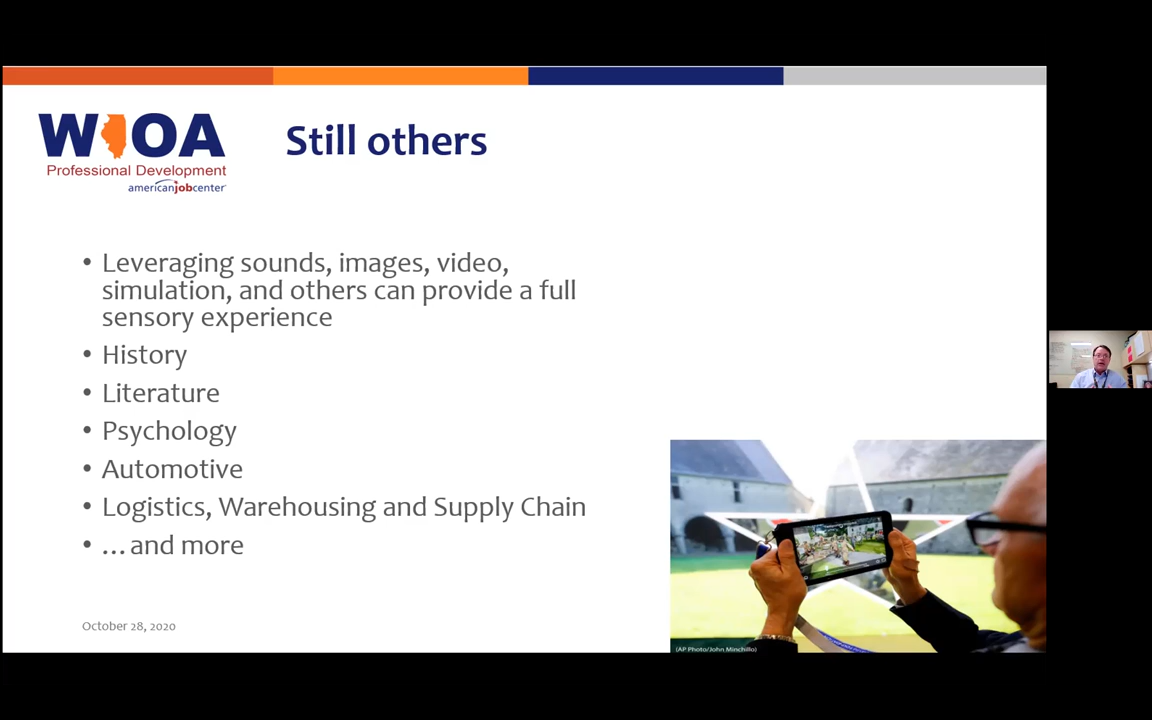 WIOA
Professional Development
americanjobcenter
Still others
• Leveraging sounds, images, video,
simulation, and others can provide a full
sensory experience
• History
• Literature
• Psychology
• Automotive
• Logistics, Warehousing and Supply Chain
• …and more
October 28, 2020
(AP Photo/John Minchillo)